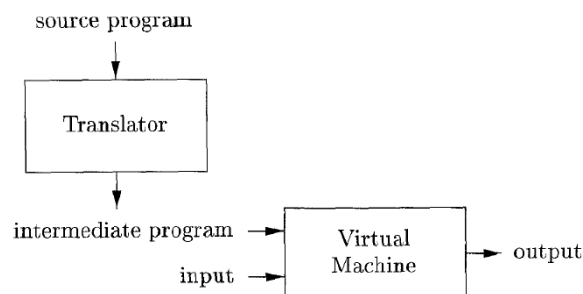 source program
Translator
intermediate program
input
Virtual
Machine
output